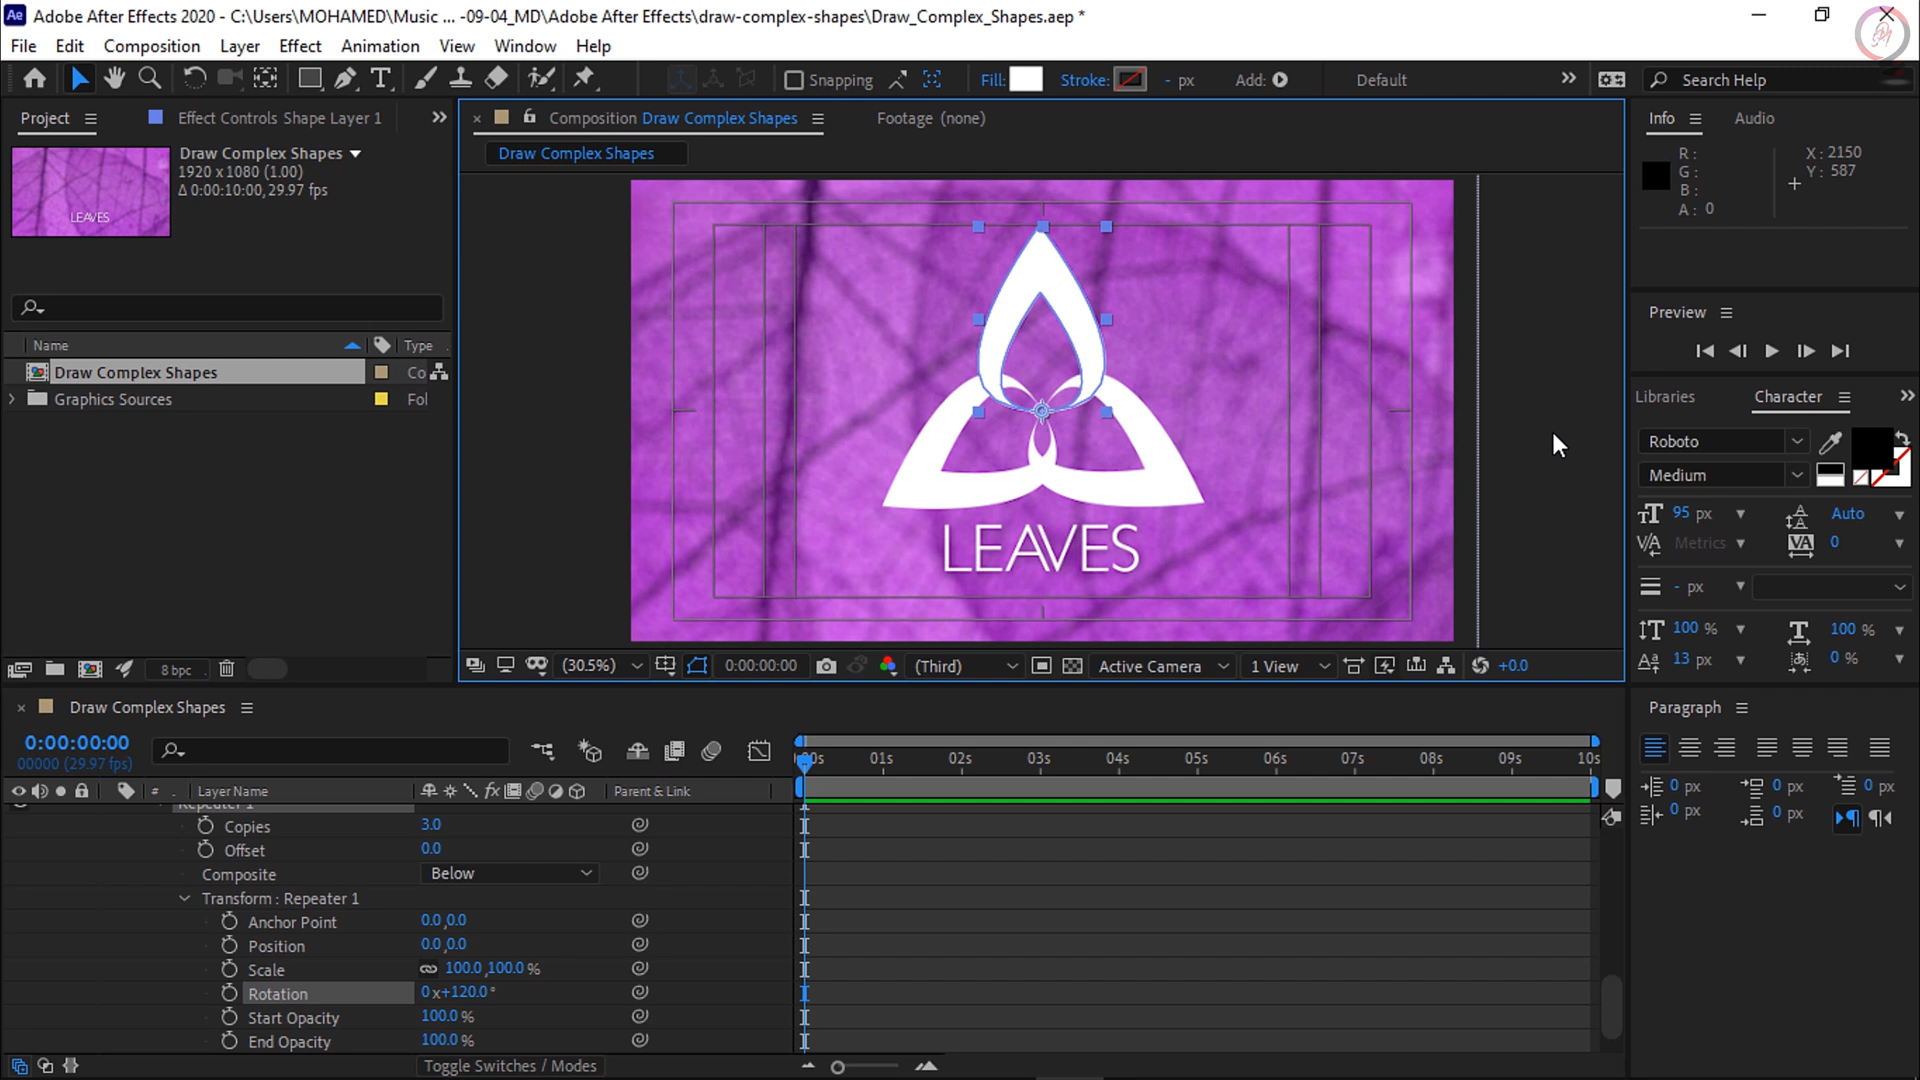 Adobe After Effects 2020 - C:\Users\MOHAMED\Music ... -09-04_MD\Adobe After Effects\draw-complex-shapes\Draw_Complex_Shapes.aep *
File Edit Composition Layer Effect Animation View Window Help
Snapping Fill: Stroke: - px Add: Default Search Help
Project Effect Controls Shape Layer 1
Composition Draw Complex Shapes Footage (none)
Info Audio
Draw Complex Shapes
Draw Complex Shapes
1920 x 1080 (1.00)
Δ 0:00:10:00, 29.97 fps
LEAVES
R :
G :
B :
A : 0
X : 2150
Y : 587
Preview
Name Type
Draw Complex Shapes Co
Graphics Sources Fol
LEAVES
Libraries Character
Roboto
Medium
95 px Auto
Metrics 0
- px
100 % 100 %
13 px 0 %
8 bpc
(30.5%) 0:00:00:00 (Third) Active Camera 1 View +0.0
Draw Complex Shapes
Paragraph
0:00:00:00
00000 (29.97 fps)
00s 01s 02s 03s 04s 05s 06s 07s 08s 09s 10s
# Layer Name Parent & Link
0 px 0 px 0 px
0 px 0 px
Repeater 1
Copies 3.0
Offset 0.0
Composite Below
Transform : Repeater 1
Anchor Point 0.0,0.0
Position 0.0,0.0
Scale 100.0,100.0 %
Rotation 0x+120.0°
Start Opacity 100.0 %
End Opacity 100.0 %
Toggle Switches / Modes